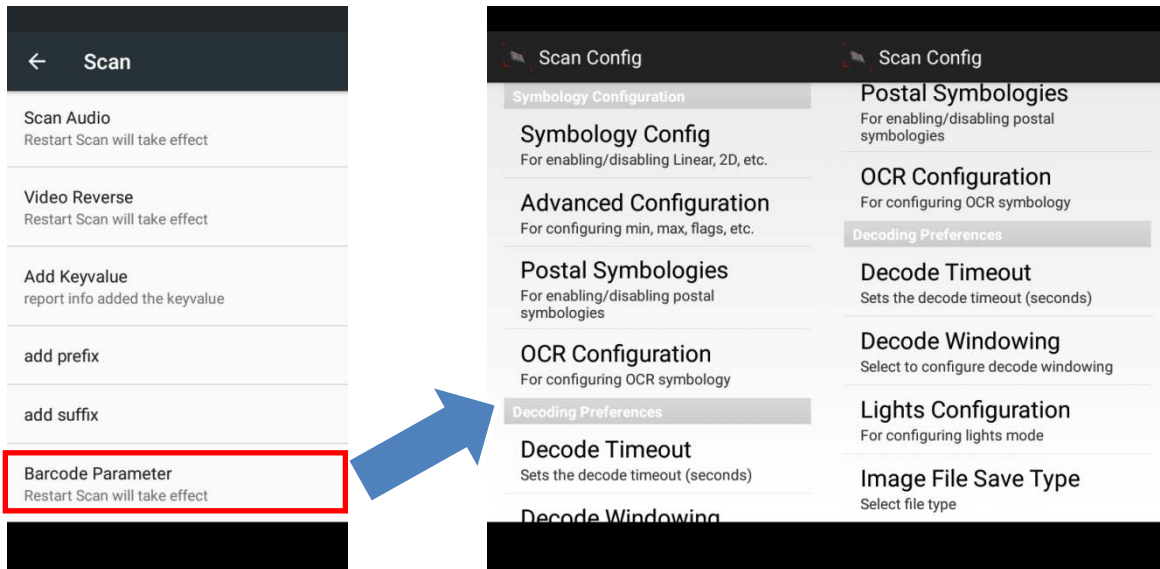 Scan
Scan Audio
Restart Scan will take effect
Video Reverse
Restart Scan will take effect
Add Keyvalue
report info added the keyvalue
add prefix
add suffix
Barcode Parameter
Restart Scan will take effect
Scan Config
Symbology Configuration
Symbology Config
For enabling/disabling Linear, 2D, etc.
Advanced Configuration
For configuring min, max, flags, etc.
Postal Symbologies
For enabling/disabling postal
symbologies
OCR Configuration
For configuring OCR symbology
Decoding Preferences
Decode Timeout
Sets the decode timeout (seconds)
Decode Windowing
Scan Config
Postal Symbologies
For enabling/disabling postal
symbologies
OCR Configuration
For configuring OCR symbology
Decoding Preferences
Decode Timeout
Sets the decode timeout (seconds)
Decode Windowing
Select to configure decode windowing
Lights Configuration
For configuring lights mode
Image File Save Type
Select file type